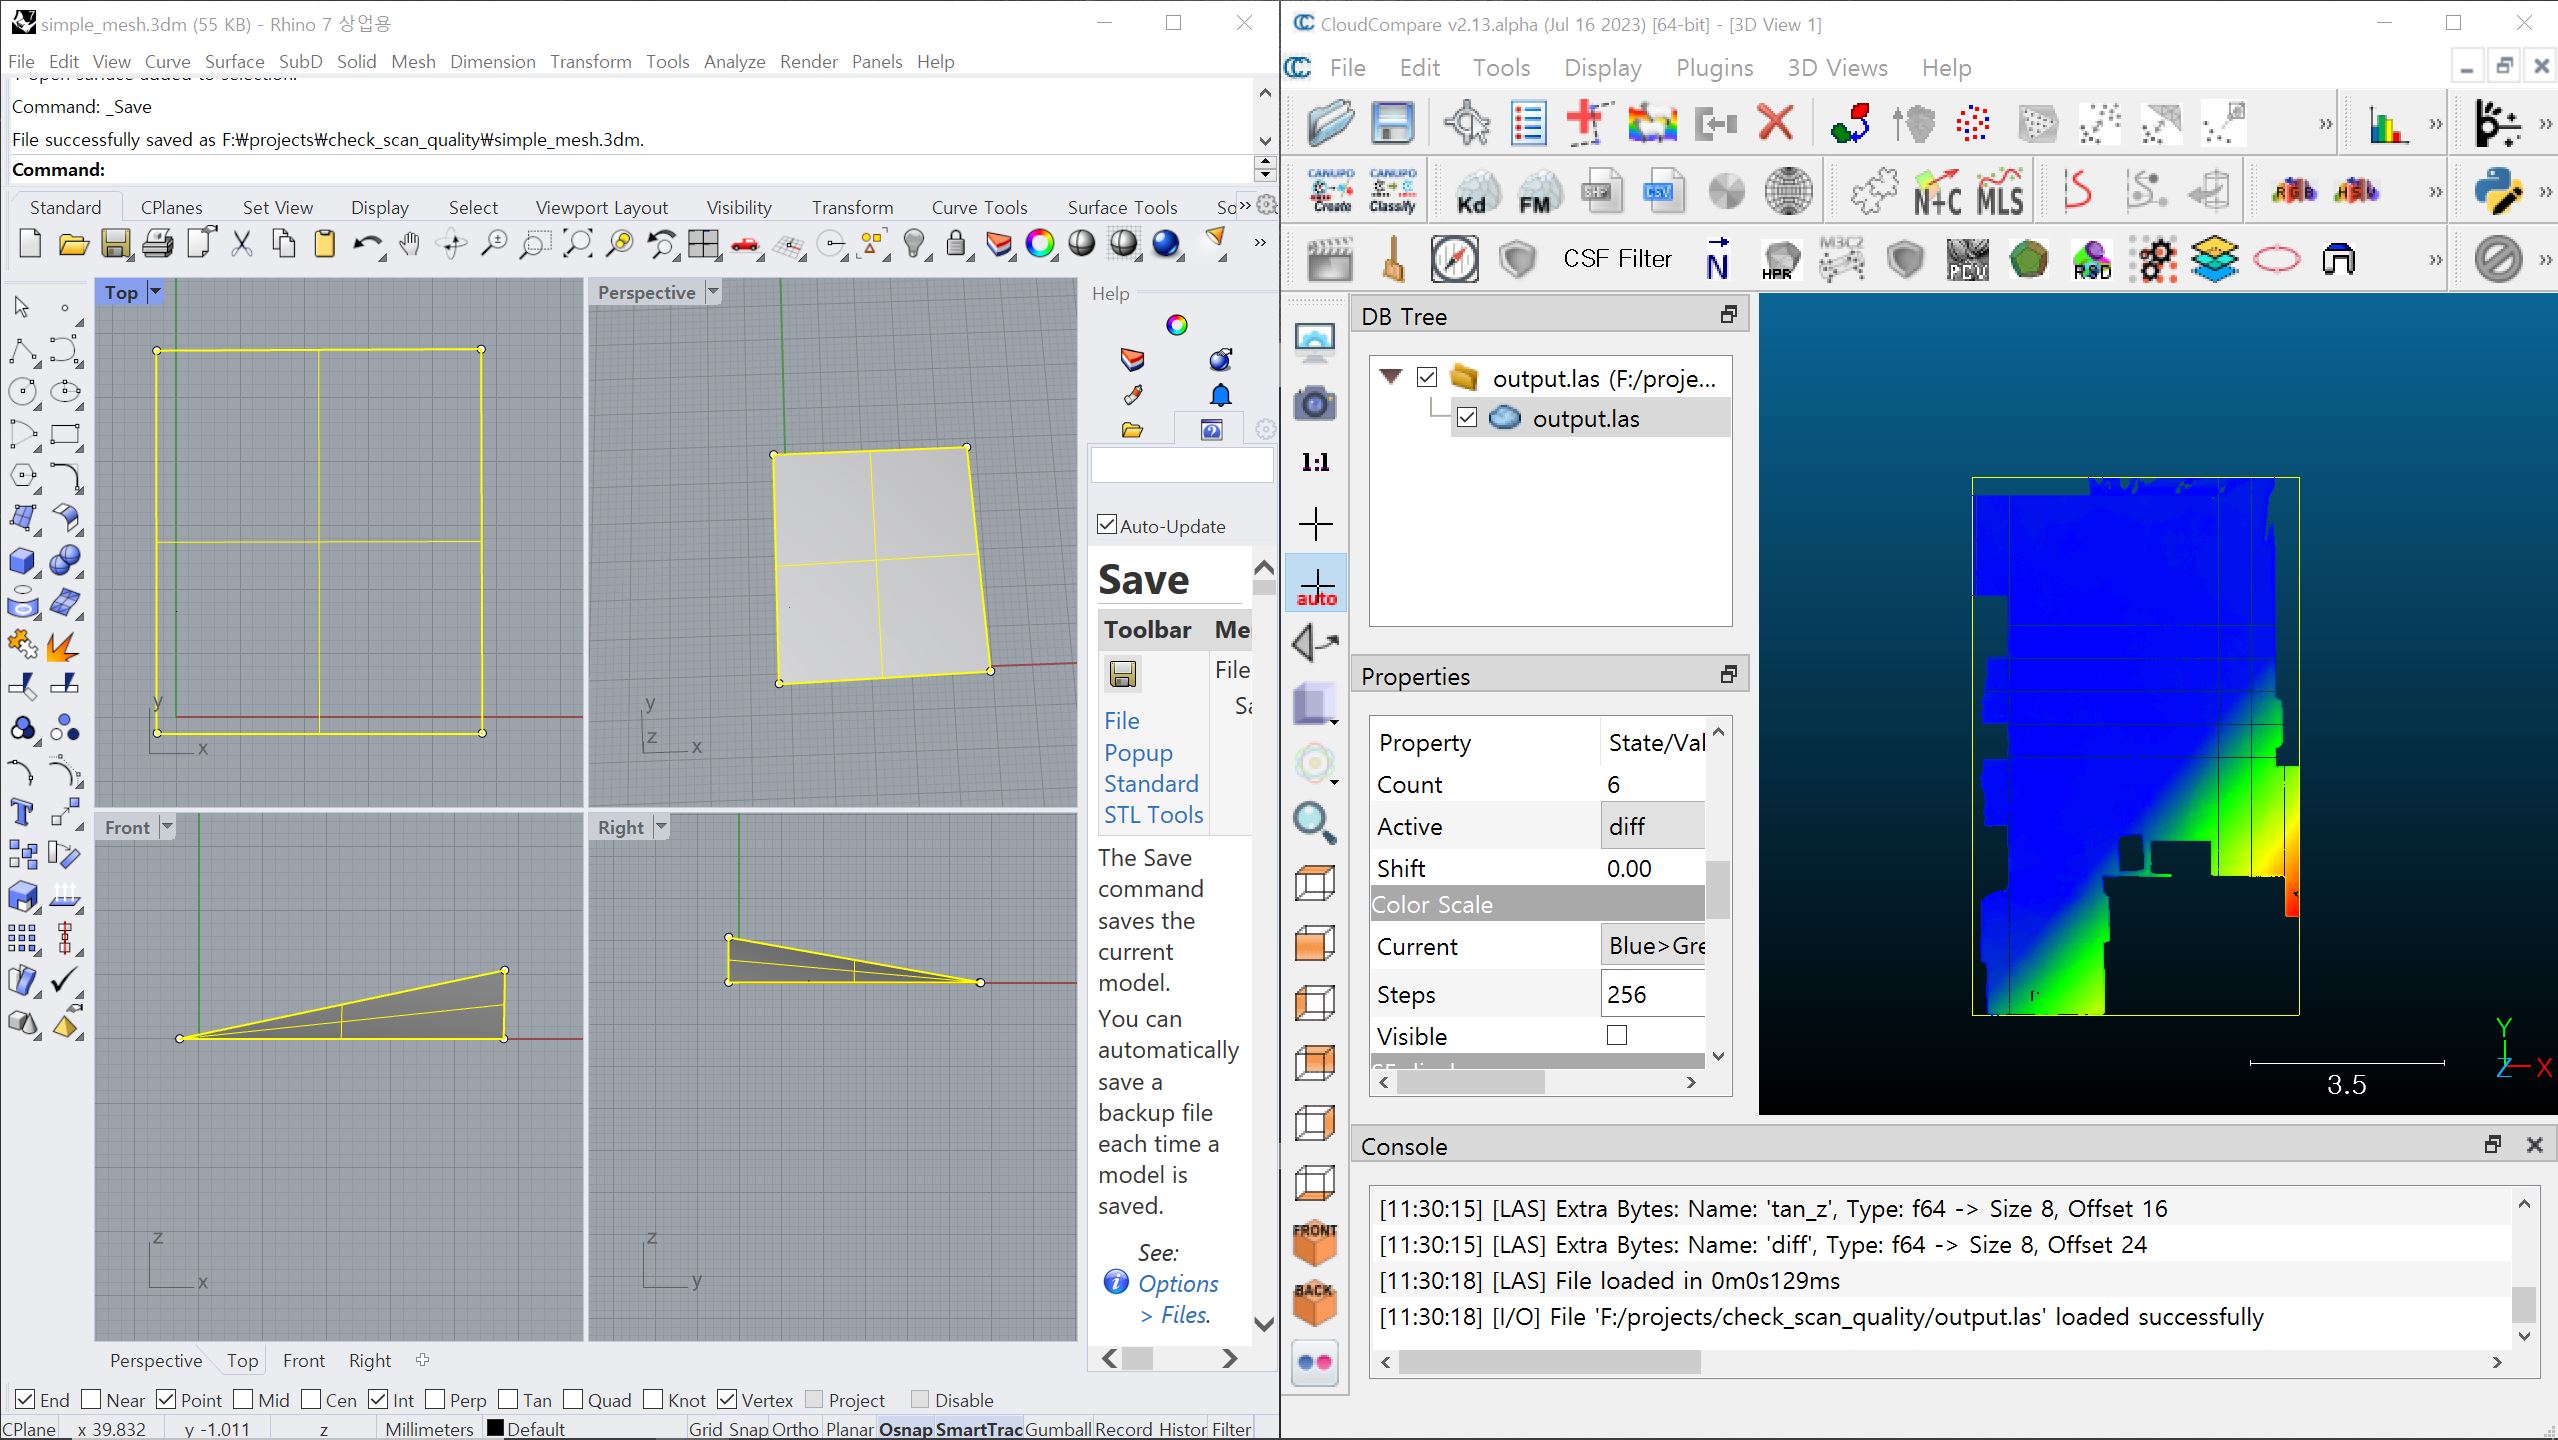 simple_mesh.3dm (55 KB) - Rhino 7 상업용
File Edit View Curve Surface SubD Solid Mesh Dimension Transform Tools Analyze Render Panels Help
Command: _Save
File successfully saved as F:₩projects₩check_scan_quality₩simple_mesh.3dm.
Command:
Standard CPlanes Set View Display Select Viewport Layout Visibility Transform Curve Tools Surface Tools So
Top
Perspective
y
x
y
z
x
Front
Right
z
x
z
y
Help
Auto-Update
Save
Toolbar Me
File
Sa
File
Popup
Standard
STL Tools
The Save
command
saves the
current
model.
You can
automatically
save a
backup file
each time a
model is
saved.
See:
Options
> Files.
Perspective Top Front Right
End Near Point Mid Cen Int Perp Tan Quad Knot Vertex Project Disable
CPlane x 39.832 y -1.011 z Millimeters Default Grid Snap Ortho Planar Osnap SmartTrac Gumball Record Histor Filter
CloudCompare v2.13.alpha (Jul 16 2023) [64-bit] - [3D View 1]
File Edit Tools Display Plugins 3D Views Help
CANUPO Create
CANUPO Classify
Kd FM SHP CSV N+C MLS RGB HSV
CSF Filter N HPR M3C2 PCV RSD
1:1
auto
FRONT
BACK
DB Tree
output.las (F:/proje...
output.las
Properties
Property State/Val
Count 6
Active diff
Shift 0.00
Color Scale
Current Blue>Gre
Steps 256
Visible
3.5
Y
Z
X
Console
[11:30:15] [LAS] Extra Bytes: Name: 'tan_z', Type: f64 -> Size 8, Offset 16
[11:30:15] [LAS] Extra Bytes: Name: 'diff', Type: f64 -> Size 8, Offset 24
[11:30:18] [LAS] File loaded in 0m0s129ms
[11:30:18] [I/O] File 'F:/projects/check_scan_quality/output.las' loaded successfully